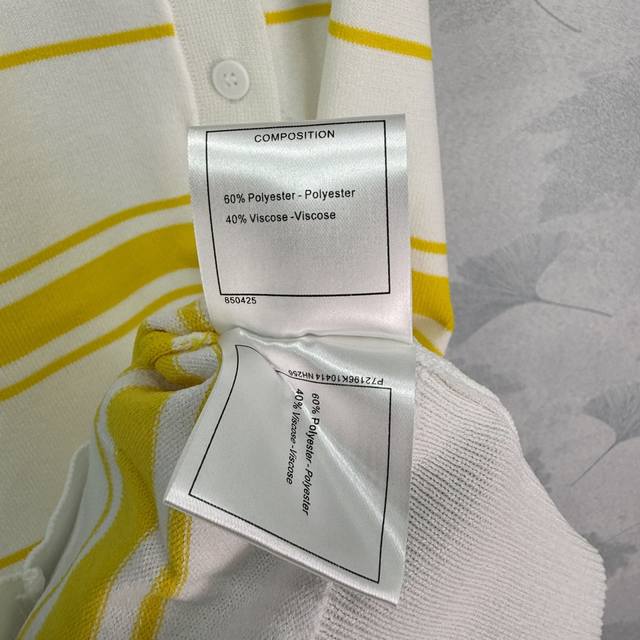 COMPOSITION
60% Polyester - Polyester
40% Viscose -Viscose
850425
P72196K10414 NH256
60% Polyester - Polyester
40% Viscose -Viscose